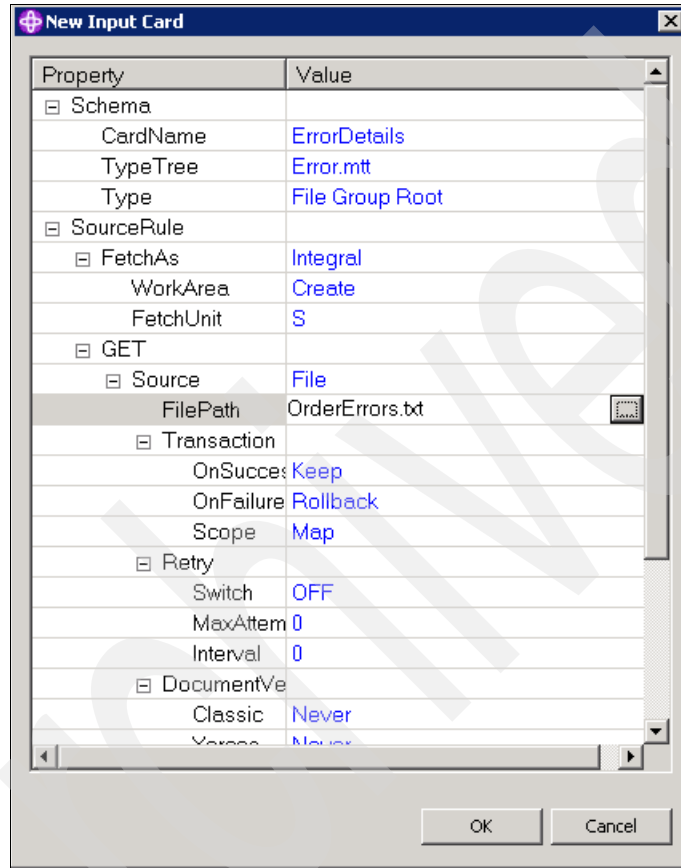 New Input Card
Property Value
Schema
CardName ErrorDetails
TypeTree Error.mtt
Type File Group Root
SourceRule
FetchAs Integral
WorkArea Create
FetchUnit S
GET
Source File
FilePath OrderErrors.txt
Transaction
OnSucces Keep
OnFailure Rollback
Scope Map
Retry
Switch OFF
MaxAttem 0
Interval 0
DocumentVe
Classic Never
Never
OK Cancel